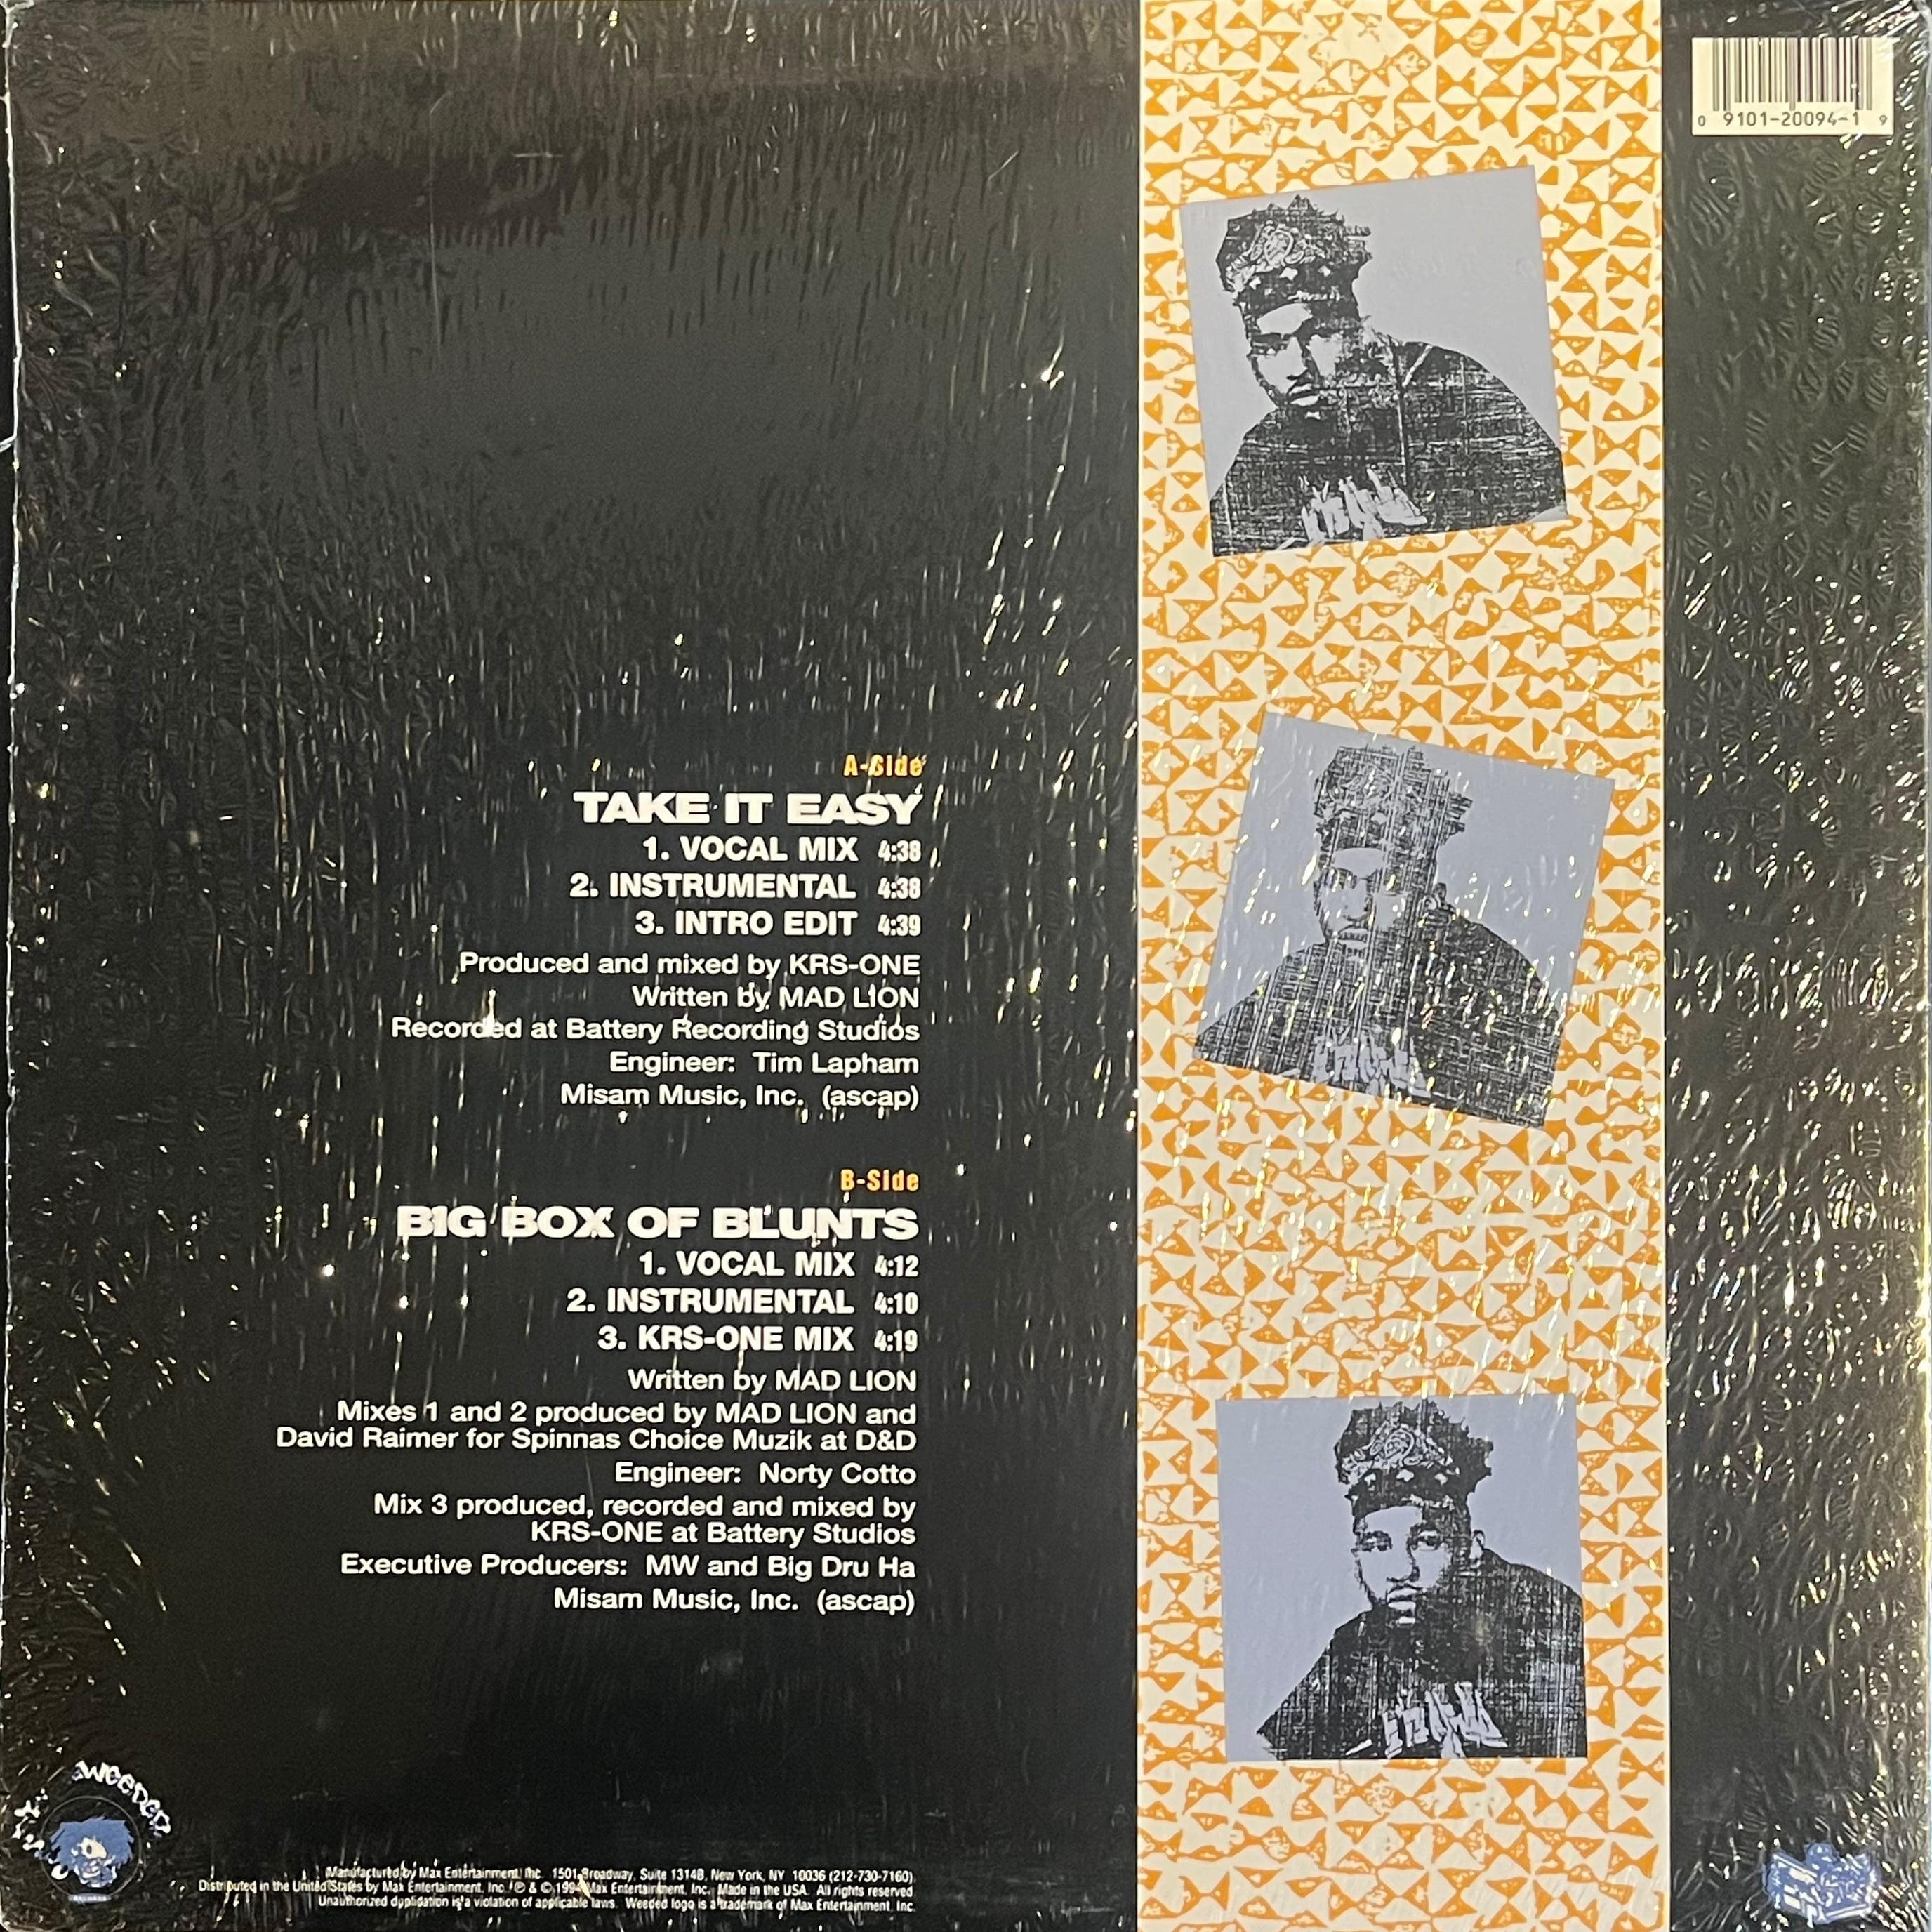 0 9101-20094-1 9
A-Side
TAKE IT EASY
1. VOCAL MIX 4:38
2. INSTRUMENTAL 4:38
3. INTRO EDIT 4:39
Produced and mixed by KRS-ONE
Written by MAD LION
Recorded at Battery Recording Studios
Engineer: Tim Lapham
Misam Music, Inc. (ascap)
B-Side
BIG BOX OF BLUNTS
1. VOCAL MIX 4:12
2. INSTRUMENTAL 4:10
3. KRS-ONE MIX 4:19
Written by MAD LION
Mixes 1 and 2 produced by MAD LION and
David Raimer for Spinnas Choice Muzik at D&D
Engineer: Norty Cotto
Mix 3 produced, recorded and mixed by
KRS-ONE at Battery Studios
Executive Producers: MW and Big Dru Ha
Misam Music, Inc. (ascap)
WEEDED
Manufactured by Max Entertainment, Inc. 1501 Broadway, Suite 1314B, New York, NY 10036 (212-730-7160)
Distributed in the United States by Max Entertainment, Inc. ℗ & © 1994 Max Entertainment, Inc. Made in the USA. All rights reserved
Unauthorized duplication is a violation of applicable laws. Weeded logo is a trademark of Max Entertainment, Inc.